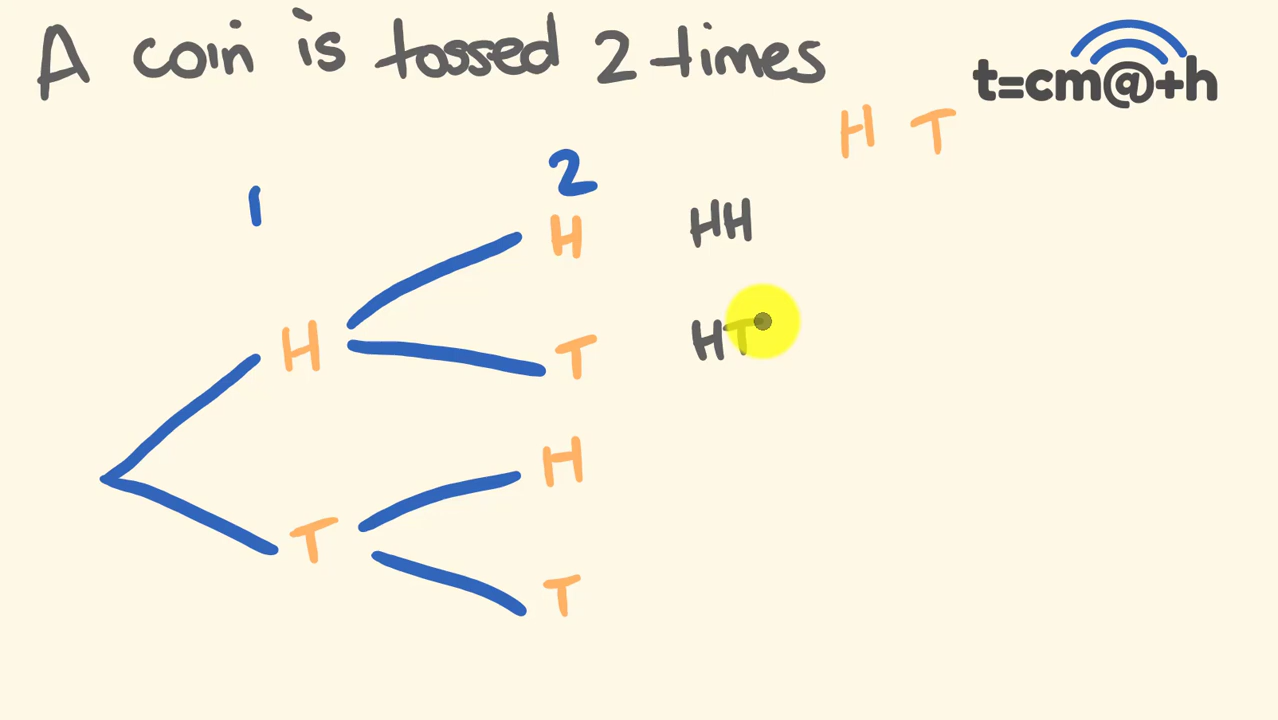 A coin is tossed 2 times
t=cm@+h
H T
1 2
H HH
H T HT
H
T
T